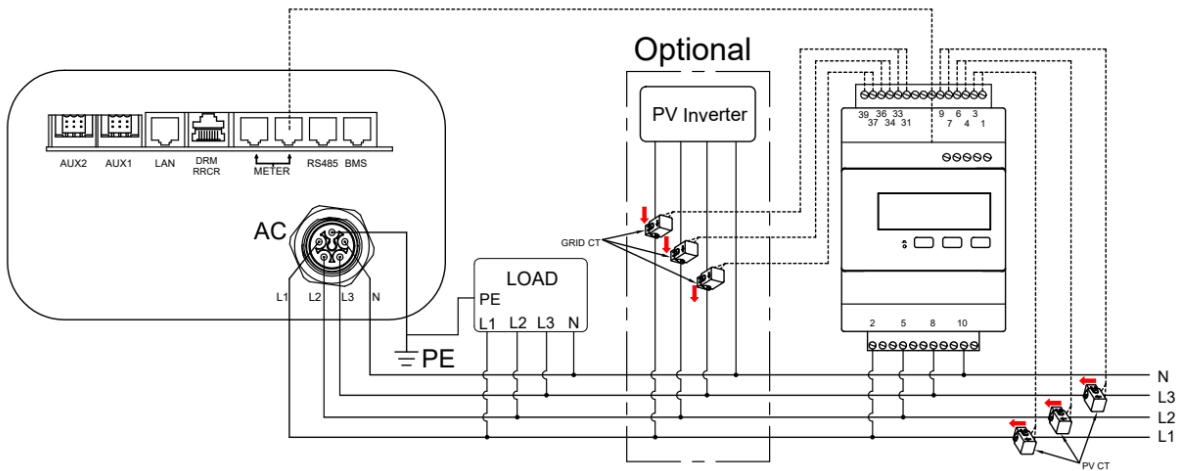 Optional
PV Inverter
39 36 33 9 6 3
37 34 31 7 4 1
AUX2 AUX1 LAN DRM RRCR METER RS485 BMS
AC
GRID CT
L1 L2 L3 N
LOAD
PE
L1 L2 L3 N
2 5 8 10
PE
N
L3
L2
L1
PV CT